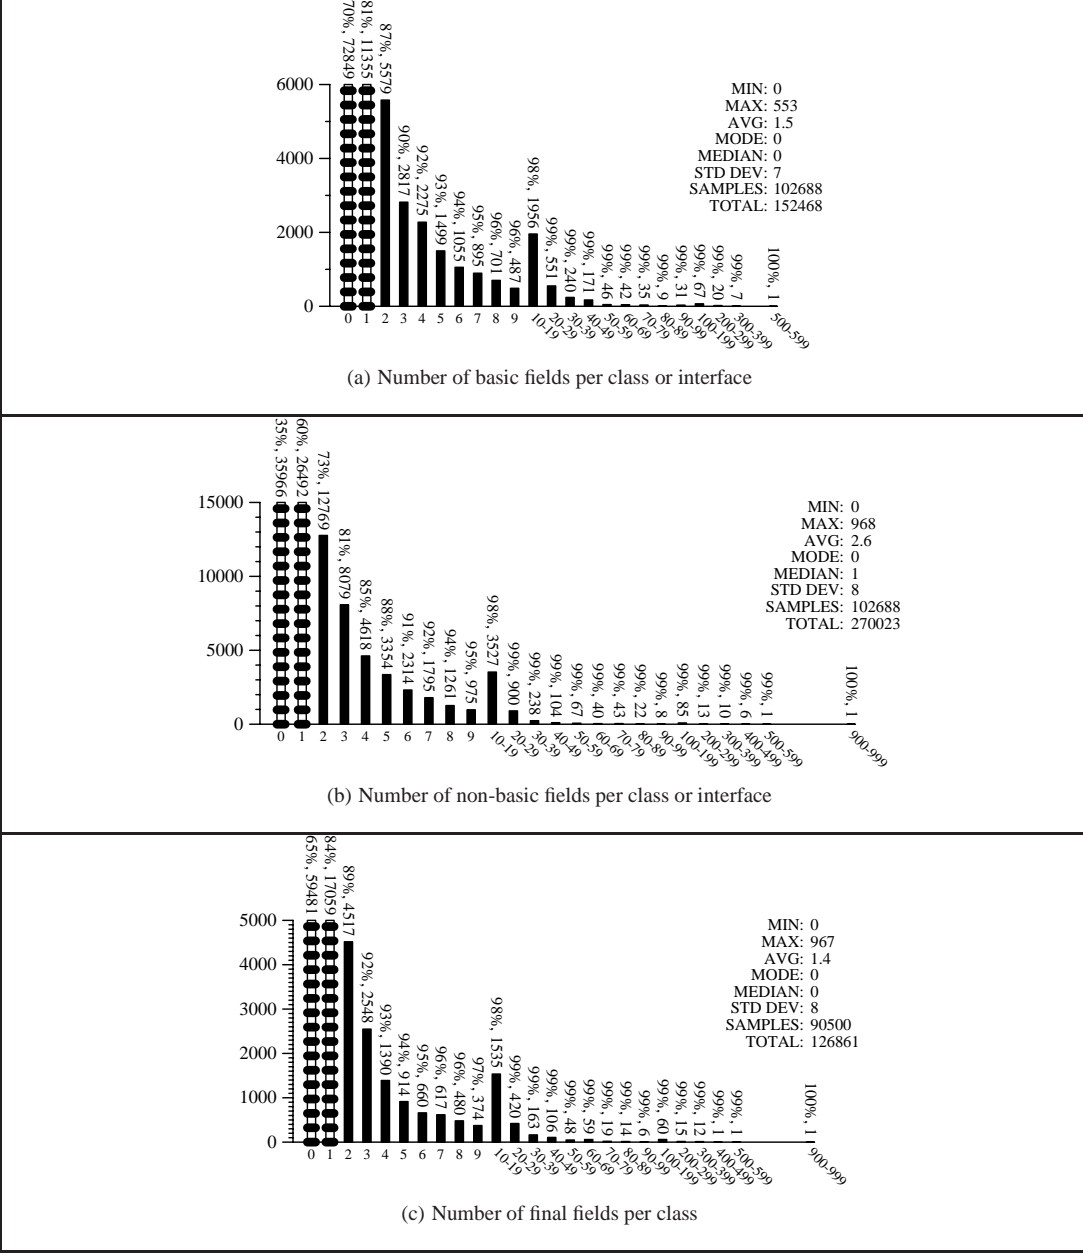 70%, 72849
81%, 11355
87%, 5579
90%, 2817
92%, 2275
93%, 1499
94%, 1055
95%, 895
96%, 701
96%, 487
98%, 1956
99%, 551
99%, 240
99%, 171
99%, 46
99%, 42
99%, 35
99%, 9
99%, 31
99%, 67
99%, 20
99%, 7
100%, 1
6000
4000
2000
0
MIN: 0
MAX: 553
AVG: 1.5
MODE: 0
MEDIAN: 0
STD DEV: 7
SAMPLES: 102688
TOTAL: 152468
0 1 2 3 4 5 6 7 8 9 10-19 20-29 30-39 40-49 50-59 60-69 70-79 80-89 90-99 100-199 200-299 300-399 500-599
(a) Number of basic fields per class or interface
35%, 35966
60%, 26492
73%, 12769
81%, 8079
85%, 4618
88%, 3354
91%, 2314
92%, 1795
94%, 1261
95%, 975
98%, 3527
99%, 900
99%, 238
99%, 104
99%, 67
99%, 40
99%, 43
99%, 22
99%, 8
99%, 85
99%, 13
99%, 10
99%, 6
99%, 1
100%, 1
15000
10000
5000
0
MIN: 0
MAX: 968
AVG: 2.6
MODE: 0
MEDIAN: 1
STD DEV: 8
SAMPLES: 102688
TOTAL: 270023
0 1 2 3 4 5 6 7 8 9 10-19 20-29 30-39 40-49 50-59 60-69 70-79 80-89 90-99 100-199 200-299 300-399 400-499 500-599 900-999
(b) Number of non-basic fields per class or interface
65%, 59481
84%, 17059
89%, 4517
92%, 2548
93%, 1390
94%, 914
95%, 660
96%, 617
96%, 480
97%, 374
98%, 1535
99%, 420
99%, 163
99%, 106
99%, 48
99%, 59
99%, 19
99%, 14
99%, 6
99%, 60
99%, 15
99%, 12
99%, 1
99%, 1
100%, 1
5000
4000
3000
2000
1000
0
MIN: 0
MAX: 967
AVG: 1.4
MODE: 0
MEDIAN: 0
STD DEV: 8
SAMPLES: 90500
TOTAL: 126861
0 1 2 3 4 5 6 7 8 9 10-19 20-29 30-39 40-49 50-59 60-69 70-79 80-89 90-99 100-199 200-299 300-399 400-499 500-599 900-999
(c) Number of final fields per class